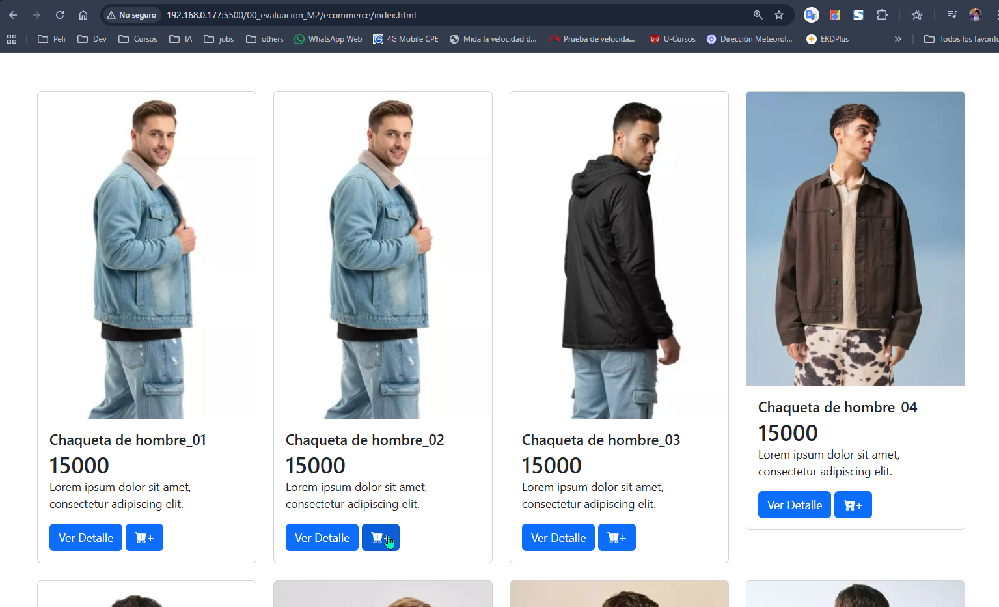 No seguro
192.168.0.177:5500/00_evaluacion_M2/ecommerce/index.html
Peli
Dev
Cursos
IA
jobs
others
WhatsApp Web
4G Mobile CPE
Mida la velocidad d...
Prueba de velocida...
U-Cursos
Dirección Meteorol...
ERDPlus
»
Todos los favorito
Chaqueta de hombre_01
15000
Lorem ipsum dolor sit amet,
consectetur adipiscing elit.
Ver Detalle
+
Chaqueta de hombre_02
15000
Lorem ipsum dolor sit amet,
consectetur adipiscing elit.
Ver Detalle
Chaqueta de hombre_03
15000
Lorem ipsum dolor sit amet,
consectetur adipiscing elit.
Ver Detalle
+
Chaqueta de hombre_04
15000
Lorem ipsum dolor sit amet,
consectetur adipiscing elit.
Ver Detalle
+